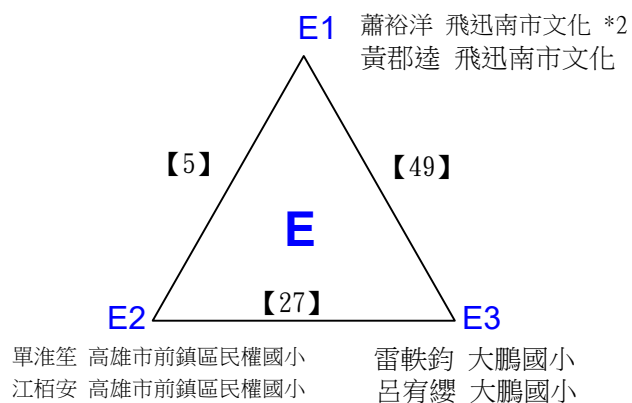 E1
蕭裕洋 飛迅南市文化 *2
黃郡逵 飛迅南市文化
【5】
【49】
E
【27】
E2
E3
單淮笙 高雄市前鎮區民權國小
江栢安 高雄市前鎮區民權國小
雷軼鈞 大鵬國小
呂宥纓 大鵬國小